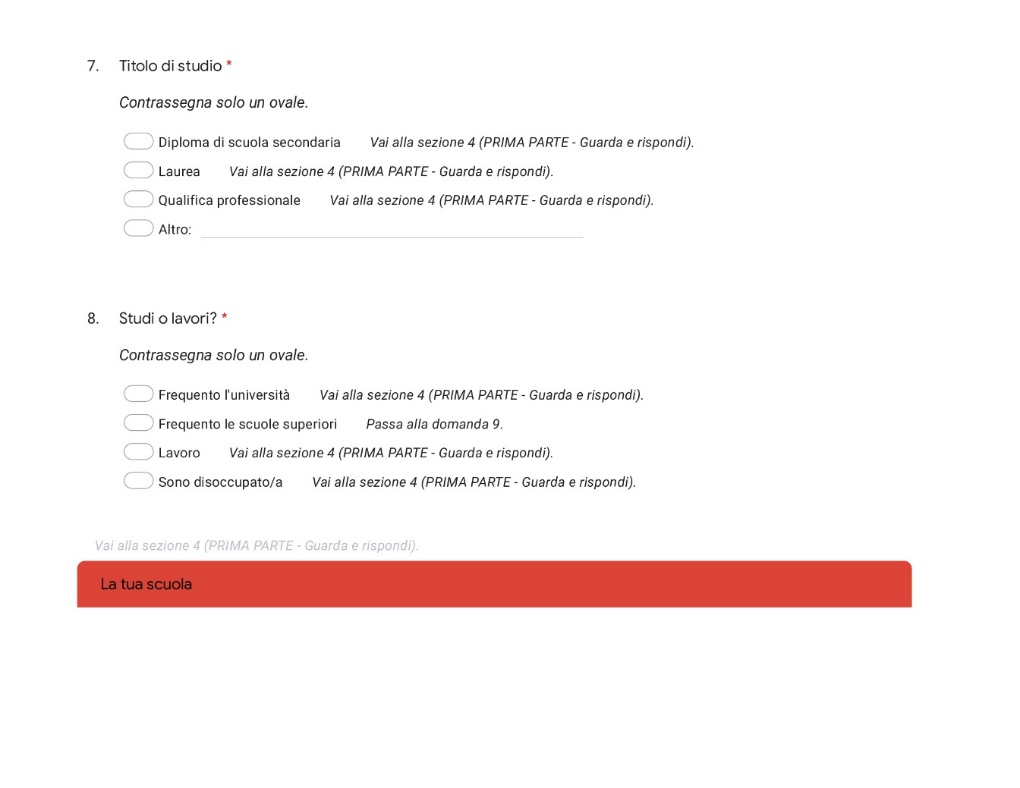 7. Titolo di studio *
Contrassegna solo un ovale.
Diploma di scuola secondaria Vai alla sezione 4 (PRIMA PARTE - Guarda e rispondi).
Laurea Vai alla sezione 4 (PRIMA PARTE - Guarda e rispondi).
Qualifica professionale Vai alla sezione 4 (PRIMA PARTE - Guarda e rispondi).
Altro:
8. Studi o lavori? *
Contrassegna solo un ovale.
Frequento l'università Vai alla sezione 4 (PRIMA PARTE - Guarda e rispondi).
Frequento le scuole superiori Passa alla domanda 9.
Lavoro Vai alla sezione 4 (PRIMA PARTE - Guarda e rispondi).
Sono disoccupato/a Vai alla sezione 4 (PRIMA PARTE - Guarda e rispondi).
Vai alla sezione 4 (PRIMA PARTE - Guarda e rispondi).
La tua scuola